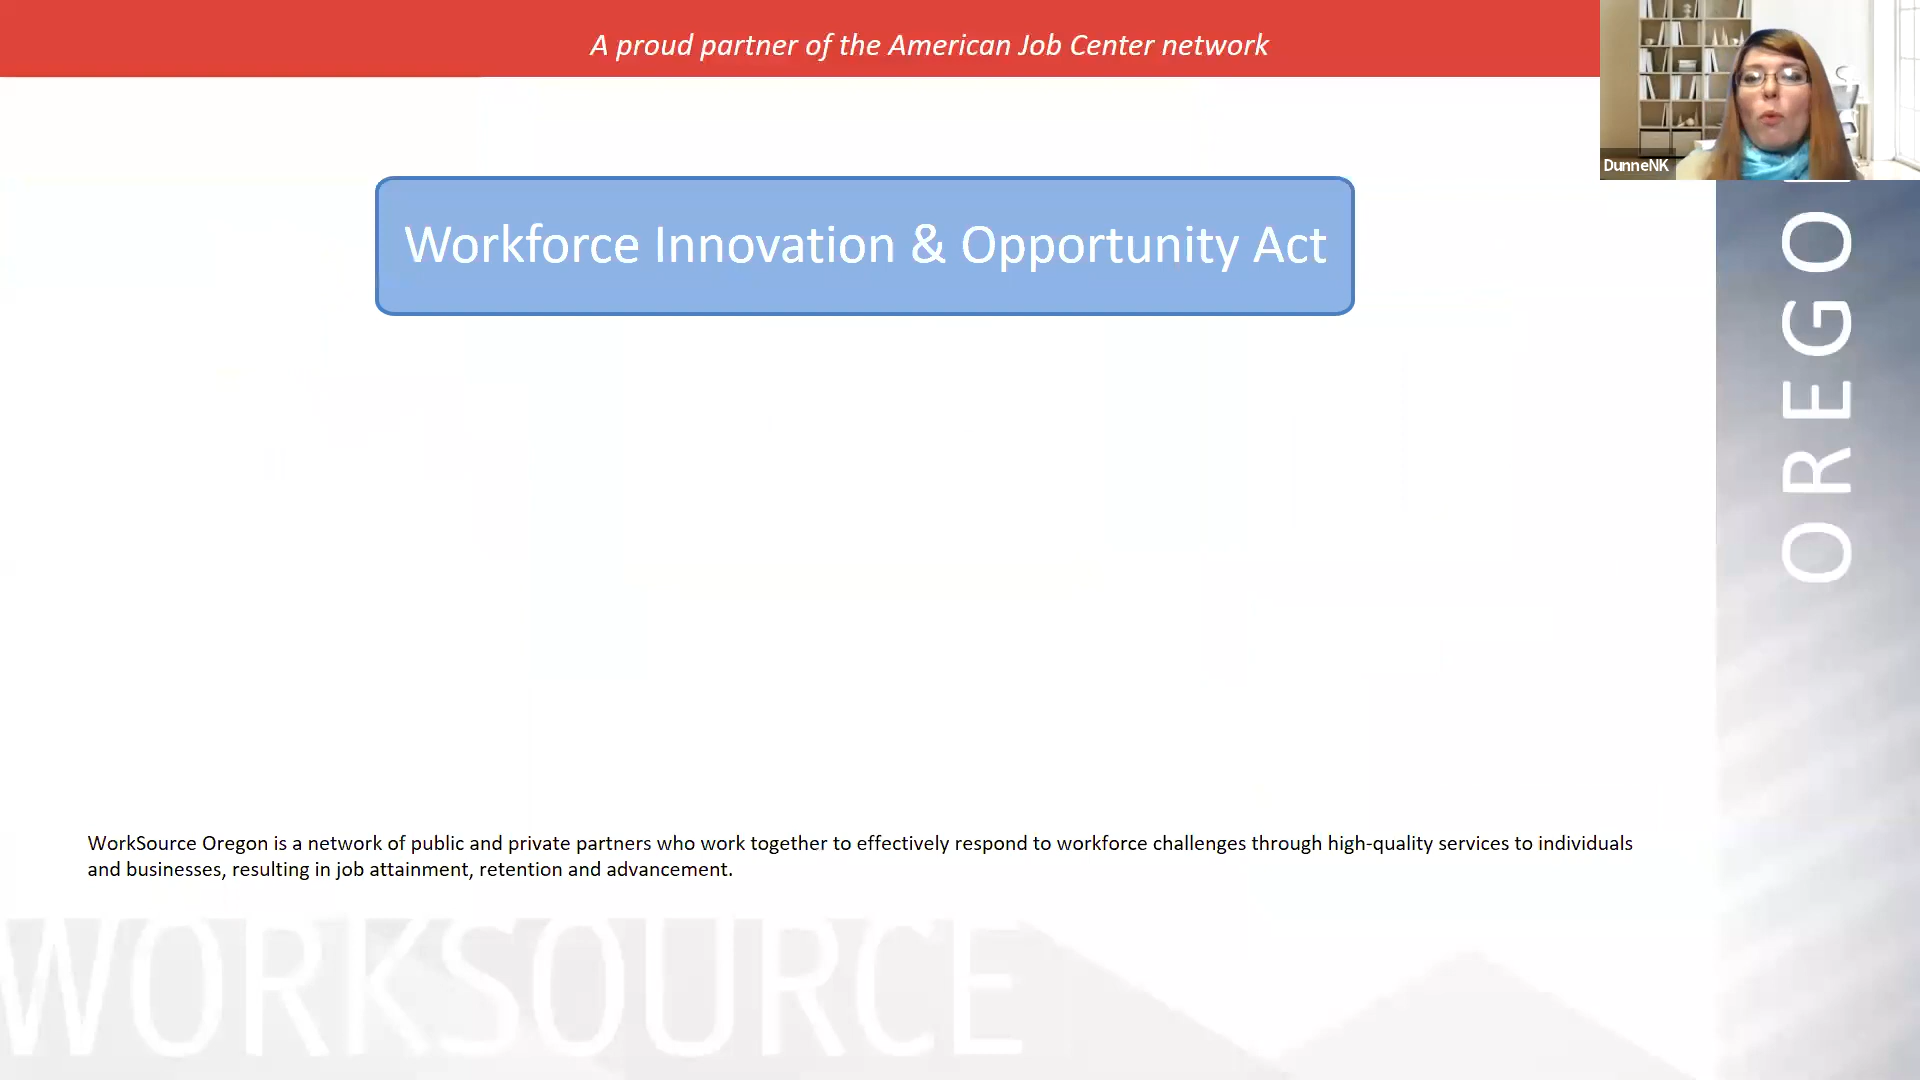 A proud partner of the American Job Center network
DunneNK
Workforce Innovation & Opportunity Act
OREGO
WorkSource Oregon is a network of public and private partners who work together to effectively respond to workforce challenges through high-quality services to individuals
and businesses, resulting in job attainment, retention and advancement.
WORKSOURCE